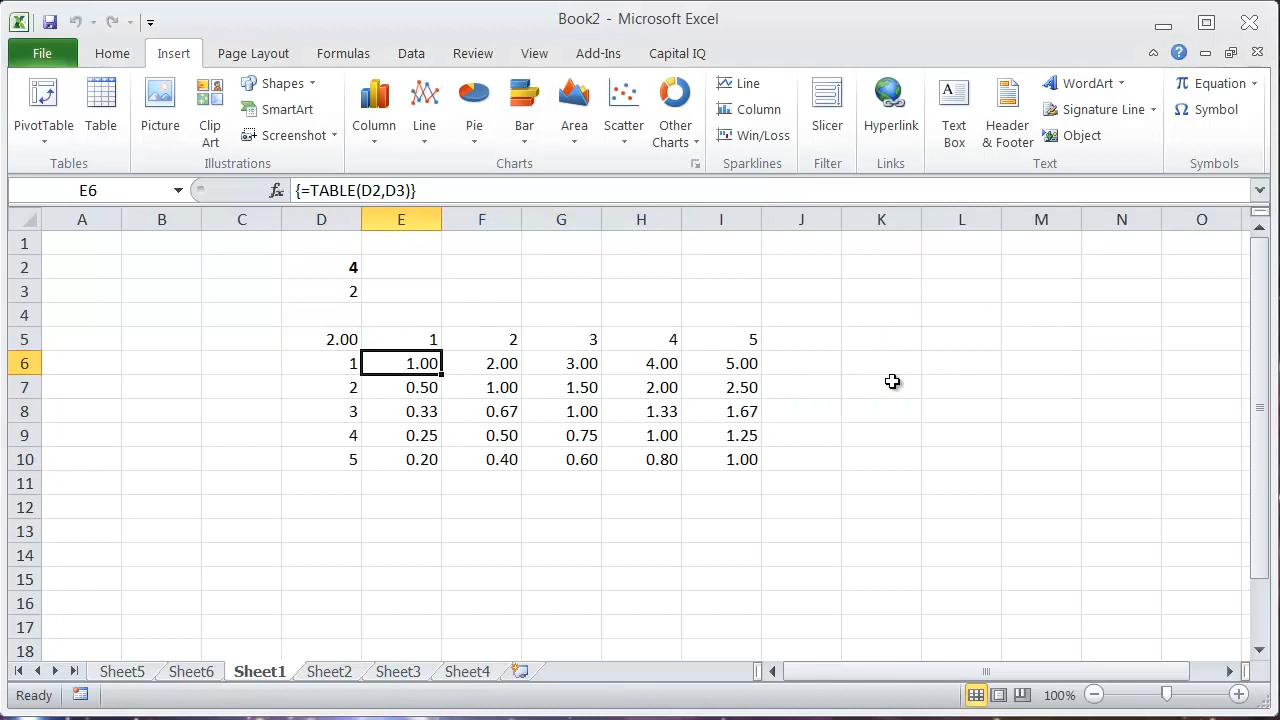 Book2 - Microsoft Excel
File Home Insert Page Layout Formulas Data Review View Add-Ins Capital IQ
PivotTable Table Picture Clip Art Shapes SmartArt Screenshot Column Line Pie Bar Area Scatter Other Charts Line Column Win/Loss Slicer Hyperlink Text Box Header & Footer WordArt Signature Line Object Equation Symbol
Tables Illustrations Charts Sparklines Filter Links Text Symbols
E6 fx {=TABLE(D2,D3)}
A B C D E F G H I J K L M N O
1
2 4
3 2
4
5 2.00 1 2 3 4 5
6 1 1.00 2.00 3.00 4.00 5.00
7 2 0.50 1.00 1.50 2.00 2.50
8 3 0.33 0.67 1.00 1.33 1.67
9 4 0.25 0.50 0.75 1.00 1.25
10 5 0.20 0.40 0.60 0.80 1.00
11
12
13
14
15
16
17
18
Sheet5 Sheet6 Sheet1 Sheet2 Sheet3 Sheet4
Ready 100%